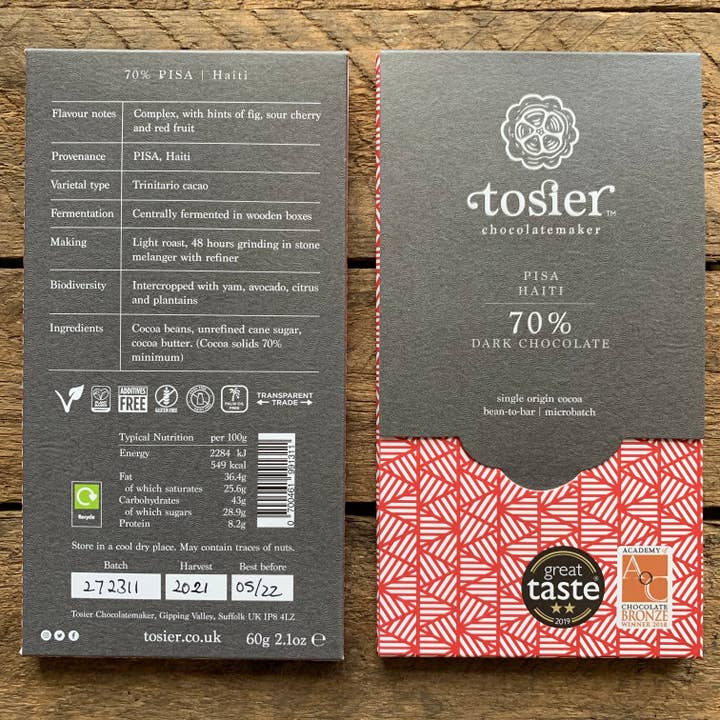 70% PISA | Haiti
Flavour notes Complex, with hints of fig, sour cherry
and red fruit
Provenance PISA, Haiti
Varietal type Trinitario cacao
Fermentation Centrally fermented in wooden boxes
Making Light roast, 48 hours grinding in stone
melanger with refiner
Biodiversity Intercropped with yam, avocado, citrus
and plantains
Ingredients Cocoa beans, unrefined cane sugar,
cocoa butter. (Cocoa solids 70%
minimum)
ADDITIVES
FREE
GLUTEN FREE
PALM OIL
FREE
TRANSPARENT
TRADE
Typical Nutrition per 100g
Energy 2284 kJ
549 kcal
Fat 36.4g
of which saturates 25.6g
Carbohydrates 43g
of which sugars 28.9g
Protein 8.2g
Recycle
Store in a cool dry place. May contain traces of nuts.
Batch Harvest Best before
272311 2021 05/22
Tosier Chocolatemaker, Gipping Valley, Suffolk UK IP8 4LZ
tosier.co.uk 60g 2.1oz ℮
tosier™
chocolatemaker
PISA
HAITI
70%
DARK CHOCOLATE
single origin cocoa
bean-to-bar | microbatch
great
taste®
2019
ACADEMY of
AoC
CHOCOLATE
BRONZE
WINNER 2018